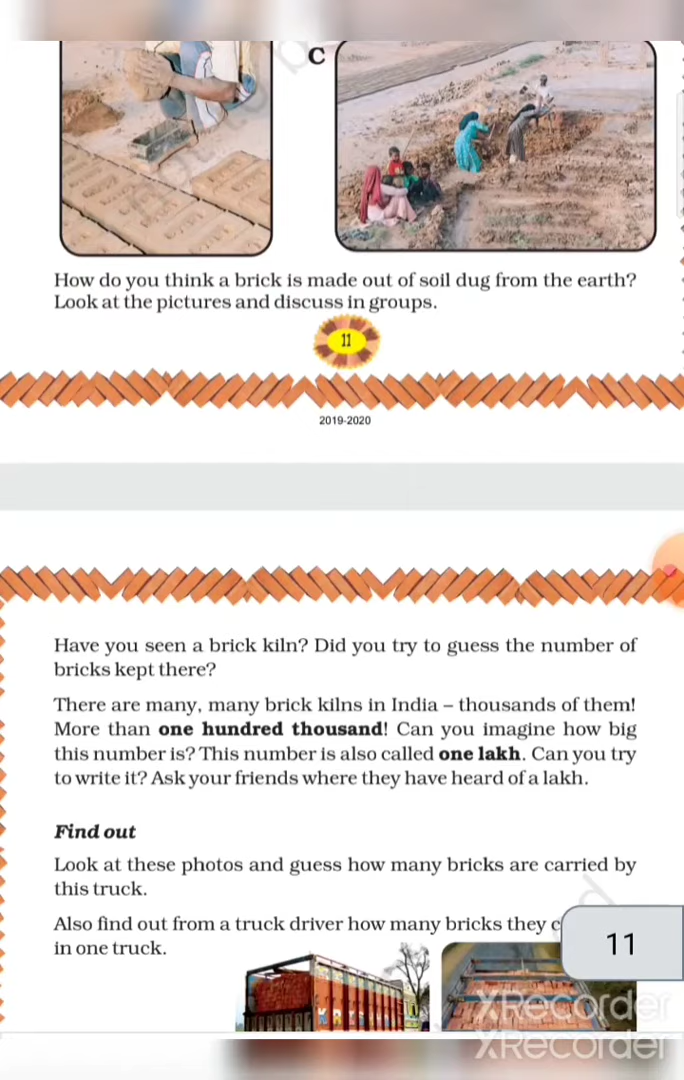 C
How do you think a brick is made out of soil dug from the earth?
Look at the pictures and discuss in groups.
11
2019-2020
Have you seen a brick kiln? Did you try to guess the number of
bricks kept there?
There are many, many brick kilns in India – thousands of them!
More than one hundred thousand! Can you imagine how big
this number is? This number is also called one lakh. Can you try
to write it? Ask your friends where they have heard of a lakh.
Find out
Look at these photos and guess how many bricks are carried by
this truck.
Also find out from a truck driver how many bricks they
in one truck.
11
XRecorder
XRecorder